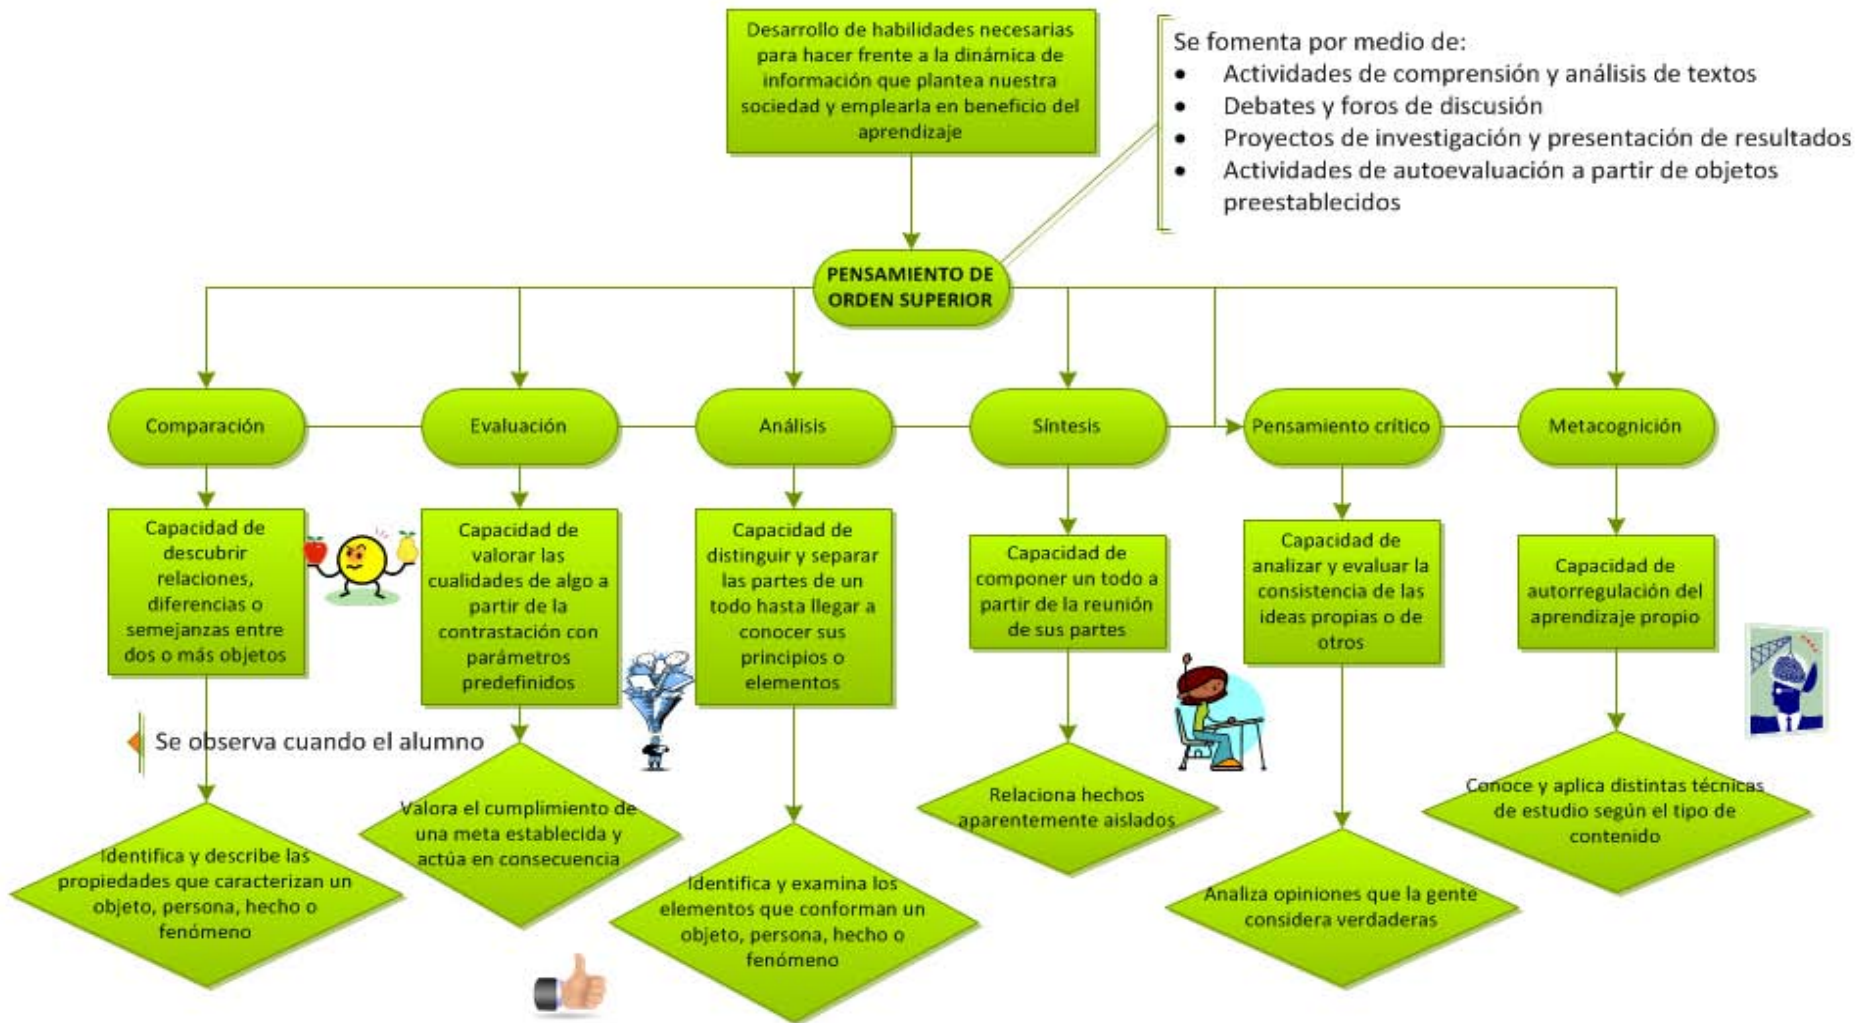 Desarrollo de habilidades necesarias
para hacer frente a la dinámica de
información que plantea nuestra
sociedad y emplearla en beneficio del
aprendizaje
Se fomenta por medio de:
• Actividades de comprensión y análisis de textos
• Debates y foros de discusión
• Proyectos de investigación y presentación de resultados
• Actividades de autoevaluación a partir de objetos
preestablecidos
PENSAMIENTO DE
ORDEN SUPERIOR
Comparación
Evaluación
Análisis
Síntesis
Pensamiento crítico
Metacognición
Capacidad de
descubrir
relaciones,
diferencias o
semejanzas entre
dos o más objetos
Capacidad de
valorar las
cualidades de algo a
partir de la
contrastación con
parámetros
predefinidos
Capacidad de
distinguir y separar
las partes de un
todo hasta llegar a
conocer sus
principios o
elementos
Capacidad de
componer un todo a
partir de la reunión
de sus partes
Capacidad de
analizar y evaluar la
consistencia de las
ideas propias o de
otros
Capacidad de
autorregulación del
aprendizaje propio
Se observa cuando el alumno
Identifica y describe las
propiedades que caracterizan un
objeto, persona, hecho o
fenómeno
Valora el cumplimiento de
una meta establecida y
actúa en consecuencia
Identifica y examina los
elementos que conforman un
objeto, persona, hecho o
fenómeno
Relaciona hechos
aparentemente aislados
Analiza opiniones que la gente
considera verdaderas
Conoce y aplica distintas técnicas
de estudio según el tipo de
contenido